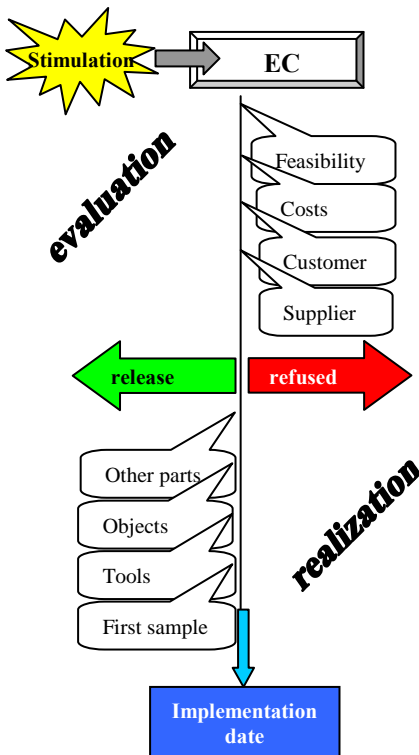 Stimulation
EC
evaluation
Feasibility
Costs
Customer
Supplier
release
refused
Other parts
Objects
Tools
First sample
realization
Implementation
date